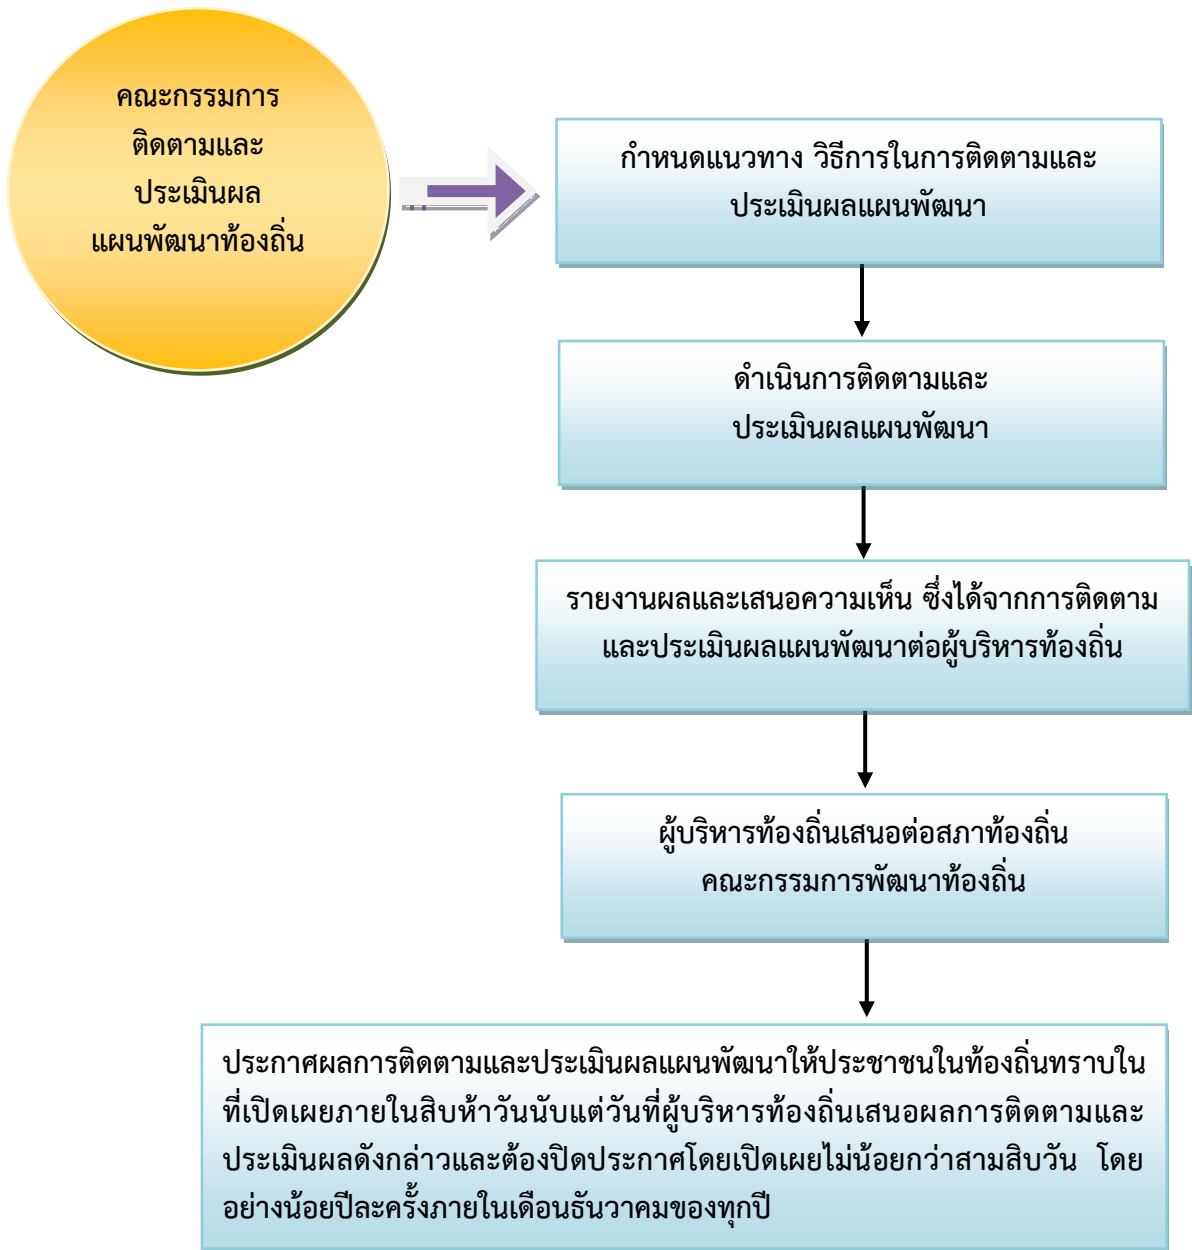 คณะกรรมการ
ติดตามและ
ประเมินผล
แผนพัฒนาท้องถิ่น
กำหนดแนวทาง วิธีการในการติดตามและ
ประเมินผลแผนพัฒนา
ดำเนินการติดตามและ
ประเมินผลแผนพัฒนา
รายงานผลและเสนอความเห็น ซึ่งได้จากการติดตาม
และประเมินผลแผนพัฒนาต่อผู้บริหารท้องถิ่น
ผู้บริหารท้องถิ่นเสนอต่อสภาท้องถิ่น
คณะกรรมการพัฒนาท้องถิ่น
ประกาศผลการติดตามและประเมินผลแผนพัฒนาให้ประชาชนในท้องถิ่นทราบใน
ที่เปิดเผยภายในสิบห้าวันนับแต่วันที่ผู้บริหารท้องถิ่นเสนอผลการติดตามและ
ประเมินผลดังกล่าวและต้องปิดประกาศโดยเปิดเผยไม่น้อยกว่าสามสิบวัน โดย
อย่างน้อยปีละครั้งภายในเดือนธันวาคมของทุกปี